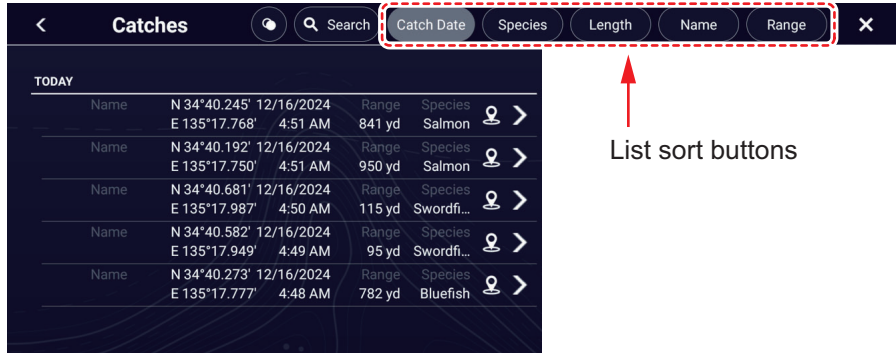 Catches Search Catch Date Species Length Name Range
TODAY
Name N 34°40.245' 12/16/2024 Range Species
E 135°17.768' 4:51 AM 841 yd Salmon
Name N 34°40.192' 12/16/2024 Range Species
E 135°17.750' 4:51 AM 950 yd Salmon
Name N 34°40.681' 12/16/2024 Range Species
E 135°17.987' 4:50 AM 115 yd Swordfi...
Name N 34°40.582' 12/16/2024 Range Species
E 135°17.949' 4:49 AM 95 yd Swordfi...
Name N 34°40.273' 12/16/2024 Range Species
E 135°17.777' 4:48 AM 782 yd Bluefish
List sort buttons